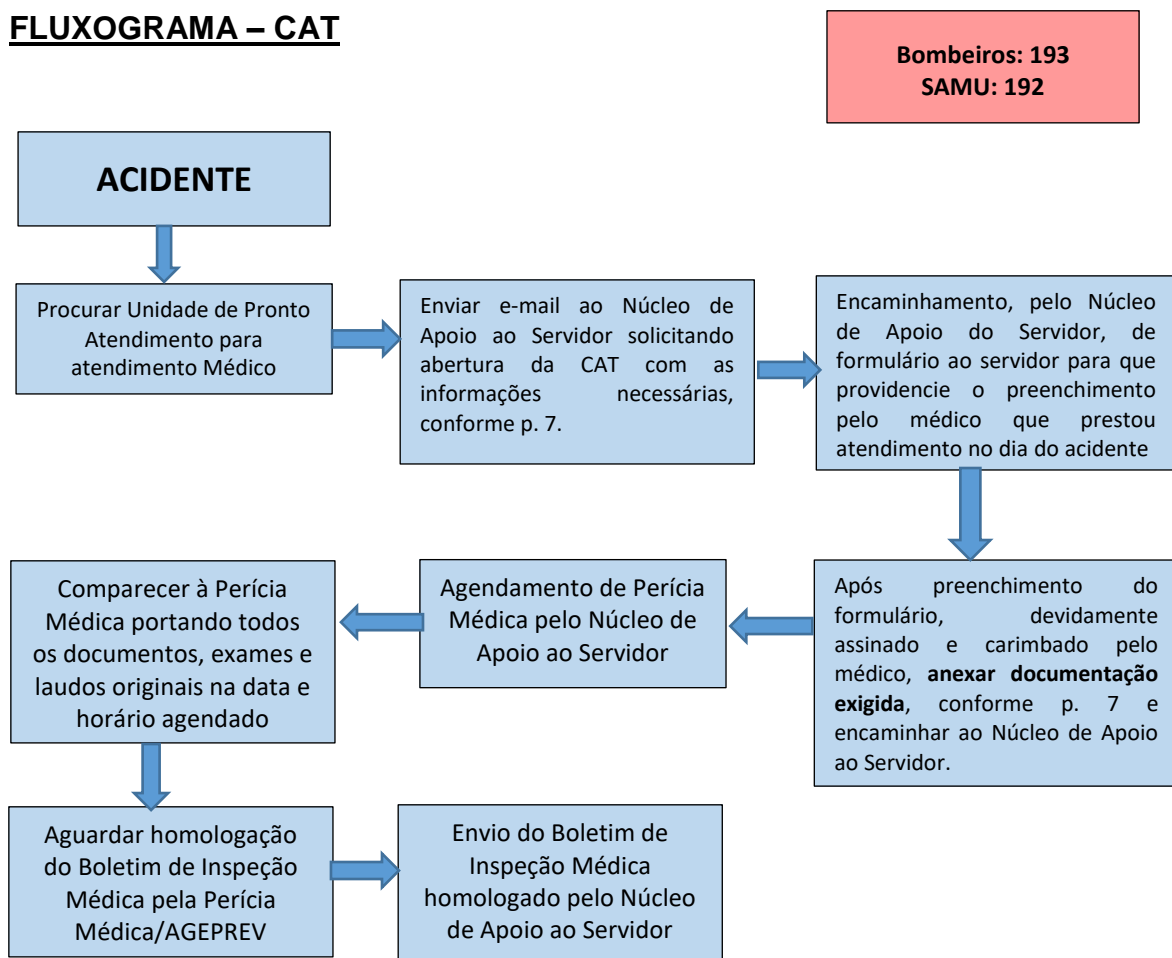 FLUXOGRAMA – CAT
Bombeiros: 193
SAMU: 192
ACIDENTE
Procurar Unidade de Pronto
Atendimento para
atendimento Médico
Enviar e-mail ao Núcleo de
Apoio ao Servidor solicitando
abertura da CAT com as
informações necessárias,
conforme p. 7.
Encaminhamento, pelo Núcleo
de Apoio do Servidor, de
formulário ao servidor para que
providencie o preenchimento
pelo médico que prestou
atendimento no dia do acidente
Após preenchimento do
formulário, devidamente
assinado e carimbado pelo
médico, anexar documentação
exigida, conforme p. 7 e
encaminhar ao Núcleo de Apoio
ao Servidor.
Agendamento de Perícia
Médica pelo Núcleo de
Apoio ao Servidor
Comparecer à Perícia
Médica portando todos
os documentos, exames e
laudos originais na data e
horário agendado
Aguardar homologação
do Boletim de Inspeção
Médica pela Perícia
Médica/AGEPREV
Envio do Boletim de
Inspeção Médica
homologado pelo Núcleo
de Apoio ao Servidor